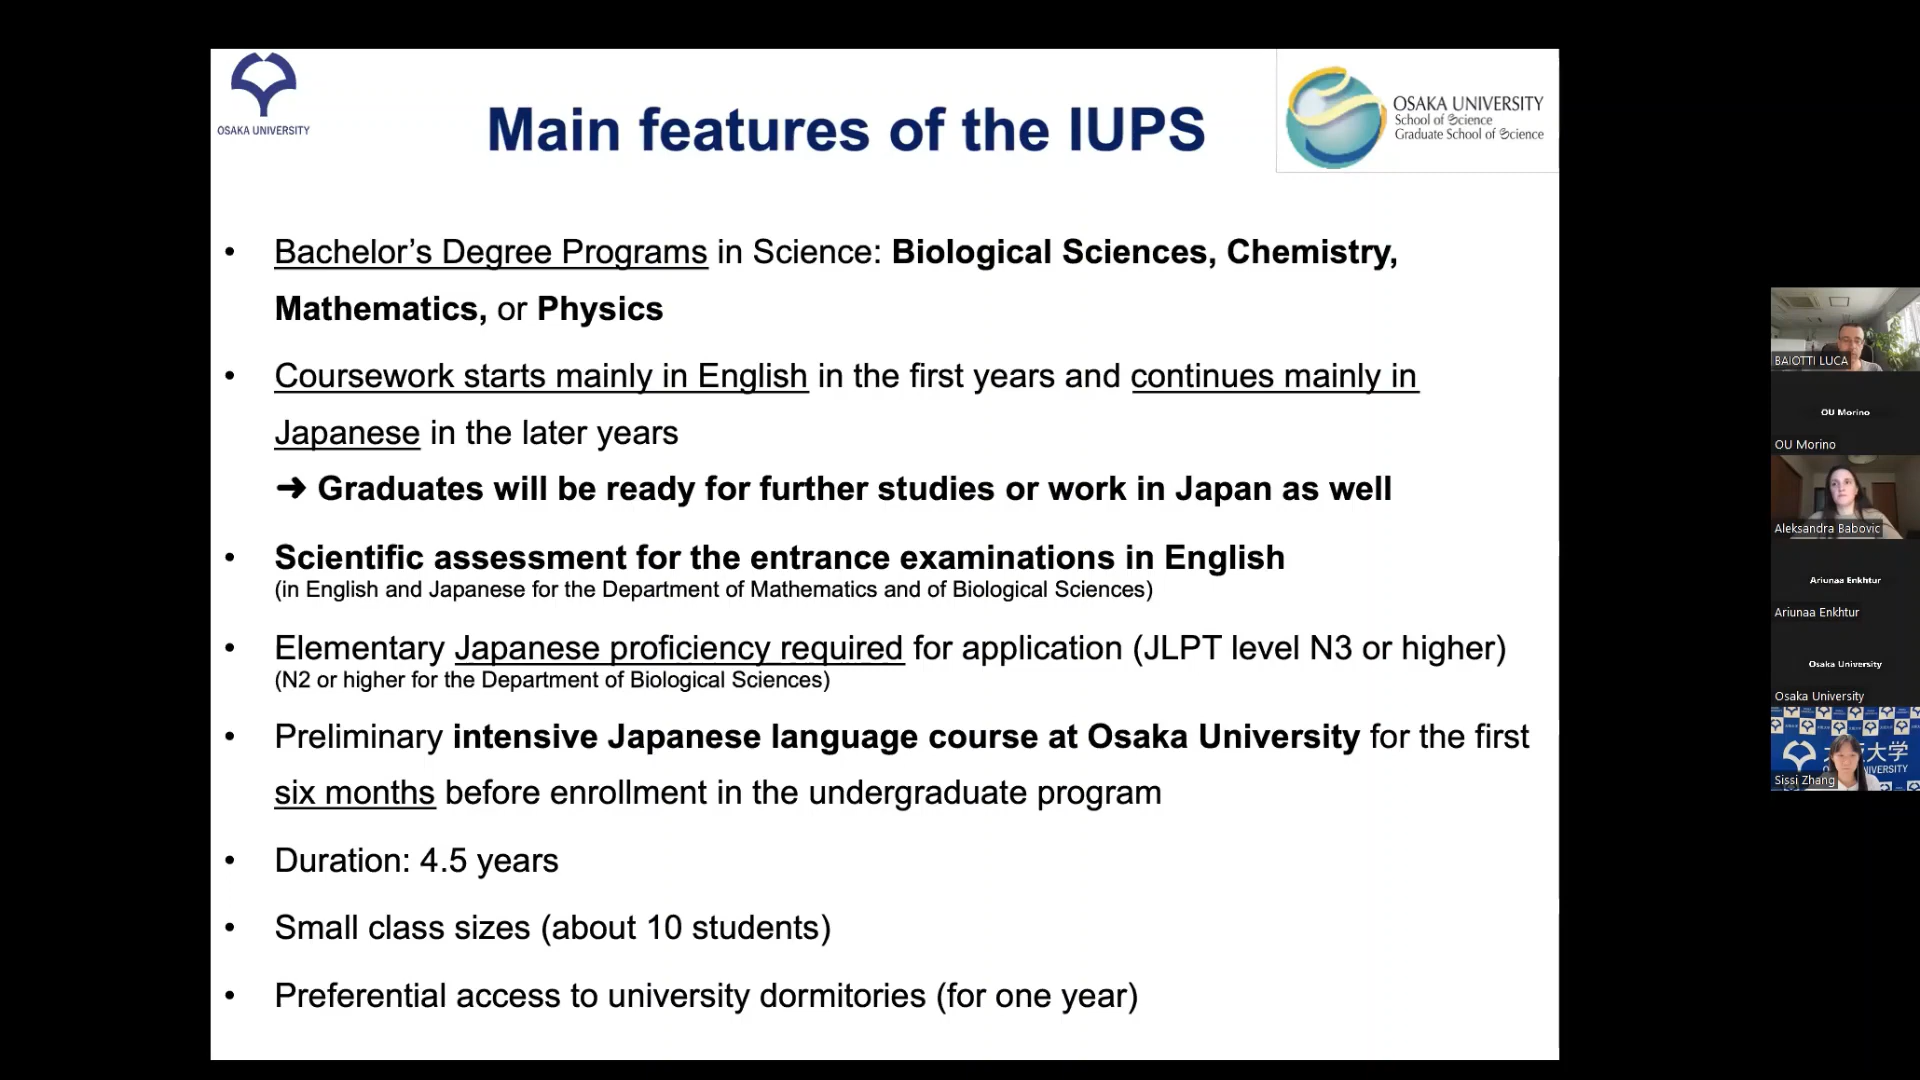 OSAKA UNIVERSITY
Main features of the IUPS
OSAKA UNIVERSITY
School of Science
Graduate School of Science
• Bachelor’s Degree Programs in Science: Biological Sciences, Chemistry,
Mathematics, or Physics
• Coursework starts mainly in English in the first years and continues mainly in
Japanese in the later years
➜ Graduates will be ready for further studies or work in Japan as well
• Scientific assessment for the entrance examinations in English
(in English and Japanese for the Department of Mathematics and of Biological Sciences)
• Elementary Japanese proficiency required for application (JLPT level N3 or higher)
(N2 or higher for the Department of Biological Sciences)
• Preliminary intensive Japanese language course at Osaka University for the first
six months before enrollment in the undergraduate program
• Duration: 4.5 years
• Small class sizes (about 10 students)
• Preferential access to university dormitories (for one year)
BAIOTTI LUCA
OU Morino
OU Morino
Aleksandra Babovic
Ariunaa Enkhtur
Ariunaa Enkhtur
Osaka University
Osaka University
大学
Sissi Zhang